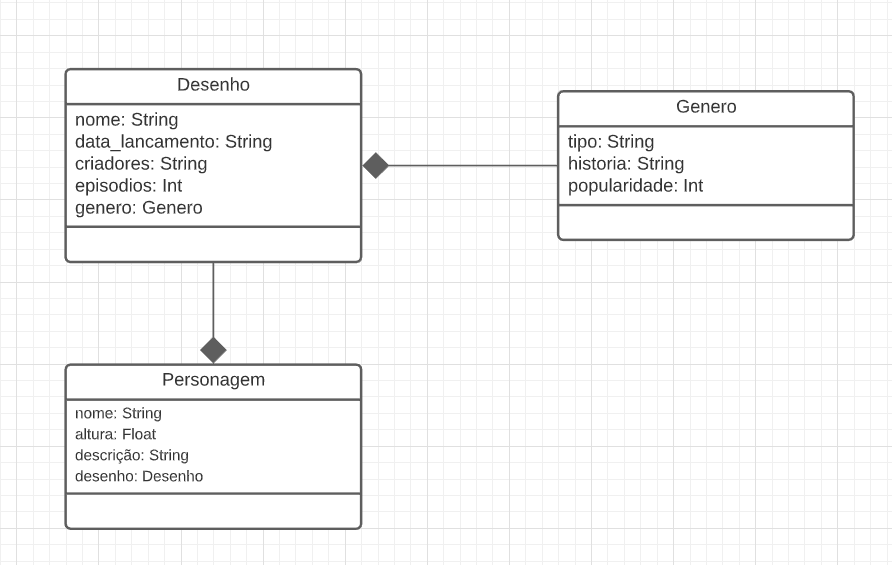 Desenho
nome: String
data_lancamento: String
criadores: String
episodios: Int
genero: Genero
Genero
tipo: String
historia: String
popularidade: Int
Personagem
nome: String
altura: Float
descrição: String
desenho: Desenho